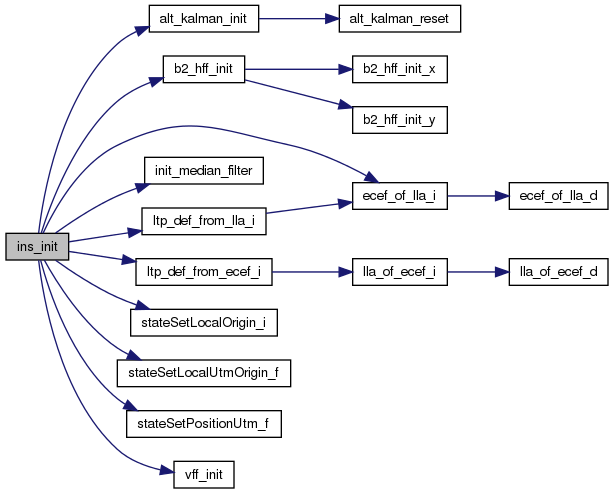 alt_kalman_init
alt_kalman_reset
b2_hff_init
b2_hff_init_x
b2_hff_init_y
init_median_filter
ecef_of_lla_i
ecef_of_lla_d
ltp_def_from_lla_i
ins_init
ltp_def_from_ecef_i
lla_of_ecef_i
lla_of_ecef_d
stateSetLocalOrigin_i
stateSetLocalUtmOrigin_f
stateSetPositionUtm_f
vff_init